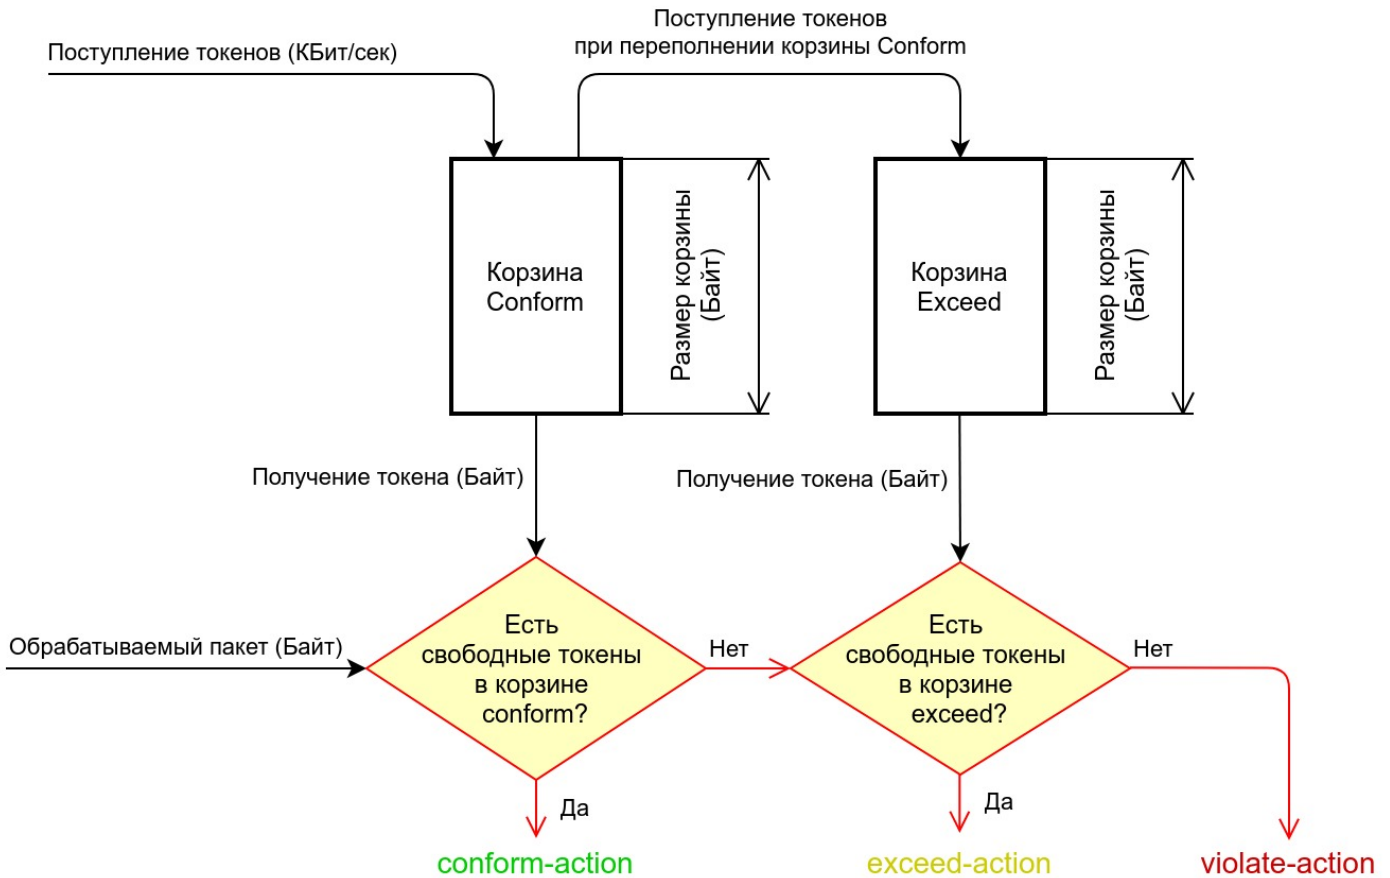 Поступление токенов
при переполнении корзины Conform
Поступление токенов (КБит/сек)
Корзина
Conform
Размер корзины
(Байт)
Корзина
Exceed
Размер корзины
(Байт)
Получение токена (Байт)
Получение токена (Байт)
Обрабатываемый пакет (Байт)
Есть
свободные токены
в корзине
conform?
Нет
Есть
свободные токены
в корзине
exceed?
Нет
Да
Да
conform-action
exceed-action
violate-action